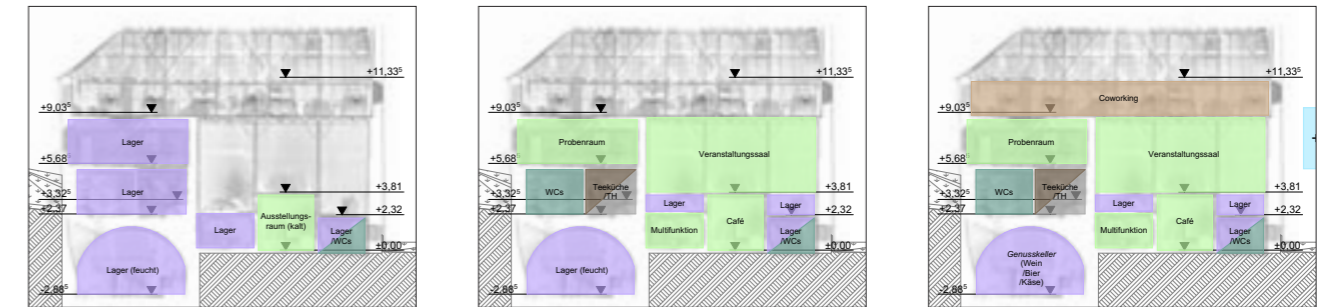 +11,33⁵
+9,03⁵
Lager
+5,68⁵
+3,32⁵
Lager
+3,81
+2,37
+2,32
Lager
Ausstellungs-
raum (kalt)
Lager
/WCs
±0,00⁵
Lager (feucht)
-2,88⁵
+11,33⁵
+9,03⁵
Probenraum
Veranstaltungssaal
+5,68⁵
+3,32⁵
WCs
Teeküche
/TH
+3,81
+2,37
Lager
Lager
+2,32
Multifunktion
Café
Lager
/WCs
±0,00⁵
Lager (feucht)
-2,88⁵
+11,33⁵
Coworking
+9,03⁵
Probenraum
Veranstaltungssaal
+5,68⁵
+3,32⁵
WCs
Teeküche
/TH
+3,81
+2,37
Lager
Lager
+2,32
Multifunktion
Café
Lager
/WCs
±0,00⁵
Genusskeller
(Wein
/Bier
/Käse)
-2,88⁵